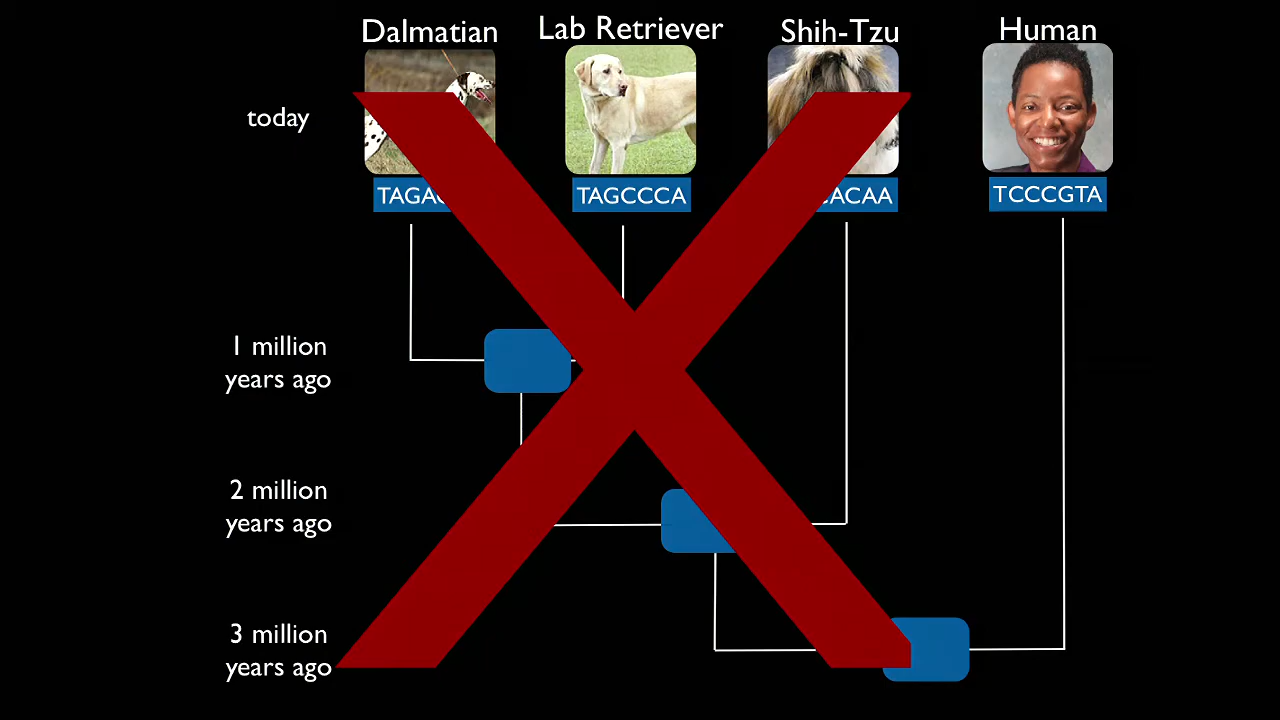 Dalmatian
Lab Retriever
Shih-Tzu
Human
today
TAGCCCA
TCCCGTA
1 million
years ago
2 million
years ago
3 million
years ago